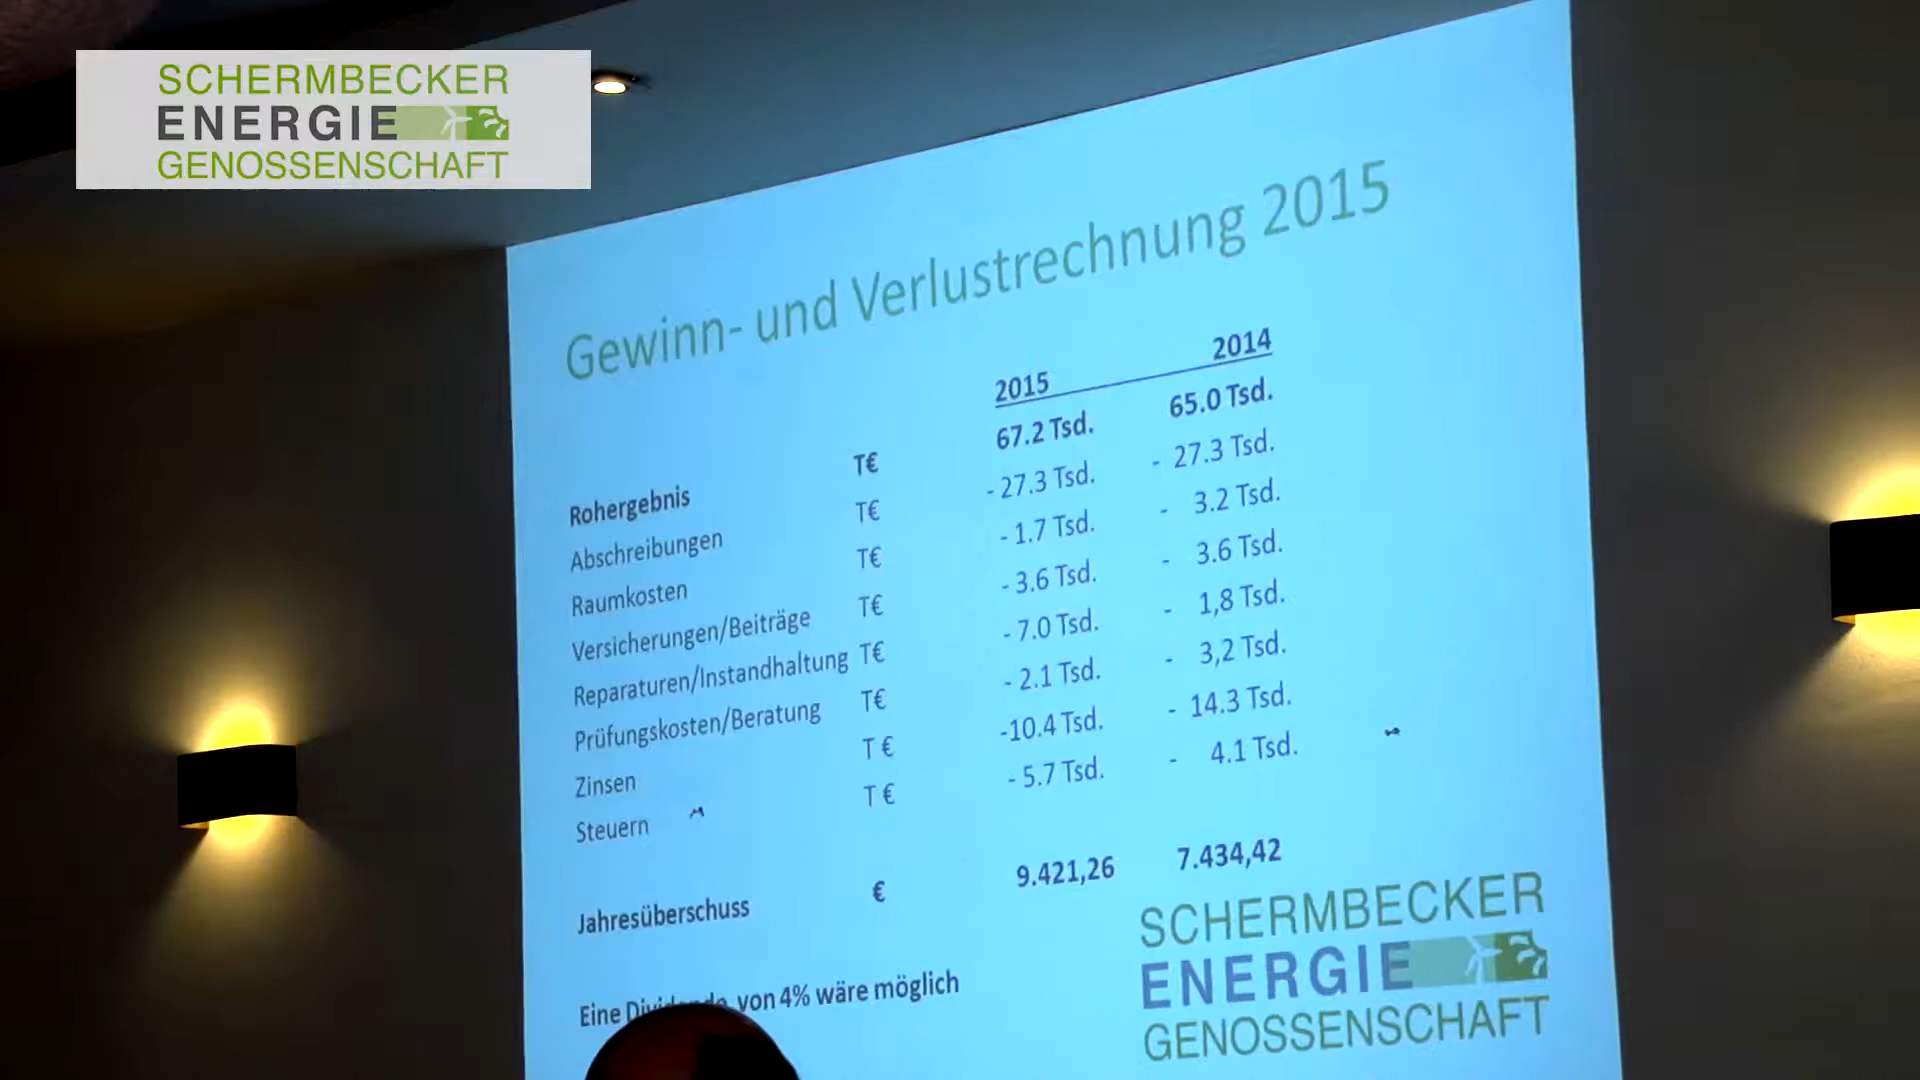 SCHERMBECKER
ENERGIE
GENOSSENSCHAFT
Gewinn- und Verlustrechnung 2015
2015 2014
Rohergebnis T€ 67.2 Tsd. 65.0 Tsd.
Abschreibungen T€ - 27.3 Tsd. - 27.3 Tsd.
Raumkosten T€ - 1.7 Tsd. - 3.2 Tsd.
Versicherungen/Beiträge T€ - 3.6 Tsd. - 3.6 Tsd.
Reparaturen/Instandhaltung T€ - 7.0 Tsd. - 1,8 Tsd.
Prüfungskosten/Beratung T€ - 2.1 Tsd. - 3,2 Tsd.
Zinsen T € -10.4 Tsd. - 14.3 Tsd.
Steuern T € - 5.7 Tsd. - 4.1 Tsd.
Jahresüberschuss € 9.421,26 7.434,42
Eine von 4% wäre möglich
SCHERMBECKER
ENERGIE
GENOSSENSCHAFT